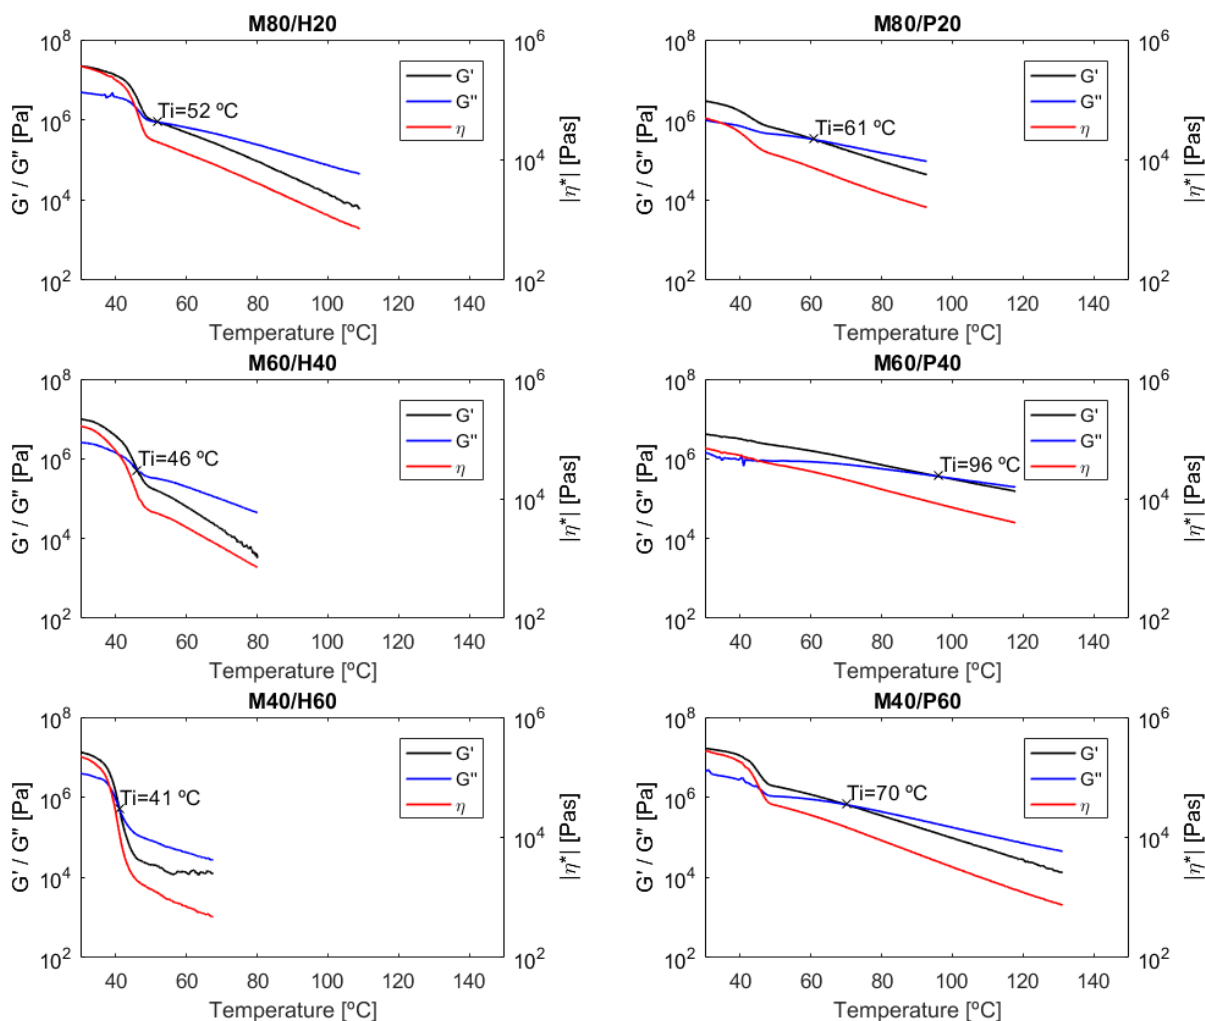 M80/H20
10^8
10^6
10^4
10^2
G' / G'' [Pa]
G'
G''
η
Ti=52 ºC
10^6
10^4
10^2
|η*| [Pas]
40 60 80 100 120 140
Temperature [ºC]
M80/P20
10^8
10^6
10^4
10^2
G' / G'' [Pa]
G'
G''
η
Ti=61 ºC
10^6
10^4
10^2
|η*| [Pas]
40 60 80 100 120 140
Temperature [ºC]
M60/H40
10^8
10^6
10^4
10^2
G' / G'' [Pa]
G'
G''
η
Ti=46 ºC
10^6
10^4
10^2
|η*| [Pas]
40 60 80 100 120 140
Temperature [ºC]
M60/P40
10^8
10^6
10^4
10^2
G' / G'' [Pa]
G'
G''
η
Ti=96 ºC
10^6
10^4
10^2
|η*| [Pas]
40 60 80 100 120 140
Temperature [ºC]
M40/H60
10^8
10^6
10^4
10^2
G' / G'' [Pa]
G'
G''
η
Ti=41 ºC
10^6
10^4
10^2
|η*| [Pas]
40 60 80 100 120 140
Temperature [ºC]
M40/P60
10^8
10^6
10^4
10^2
G' / G'' [Pa]
G'
G''
η
Ti=70 ºC
10^6
10^4
10^2
|η*| [Pas]
40 60 80 100 120 140
Temperature [ºC]